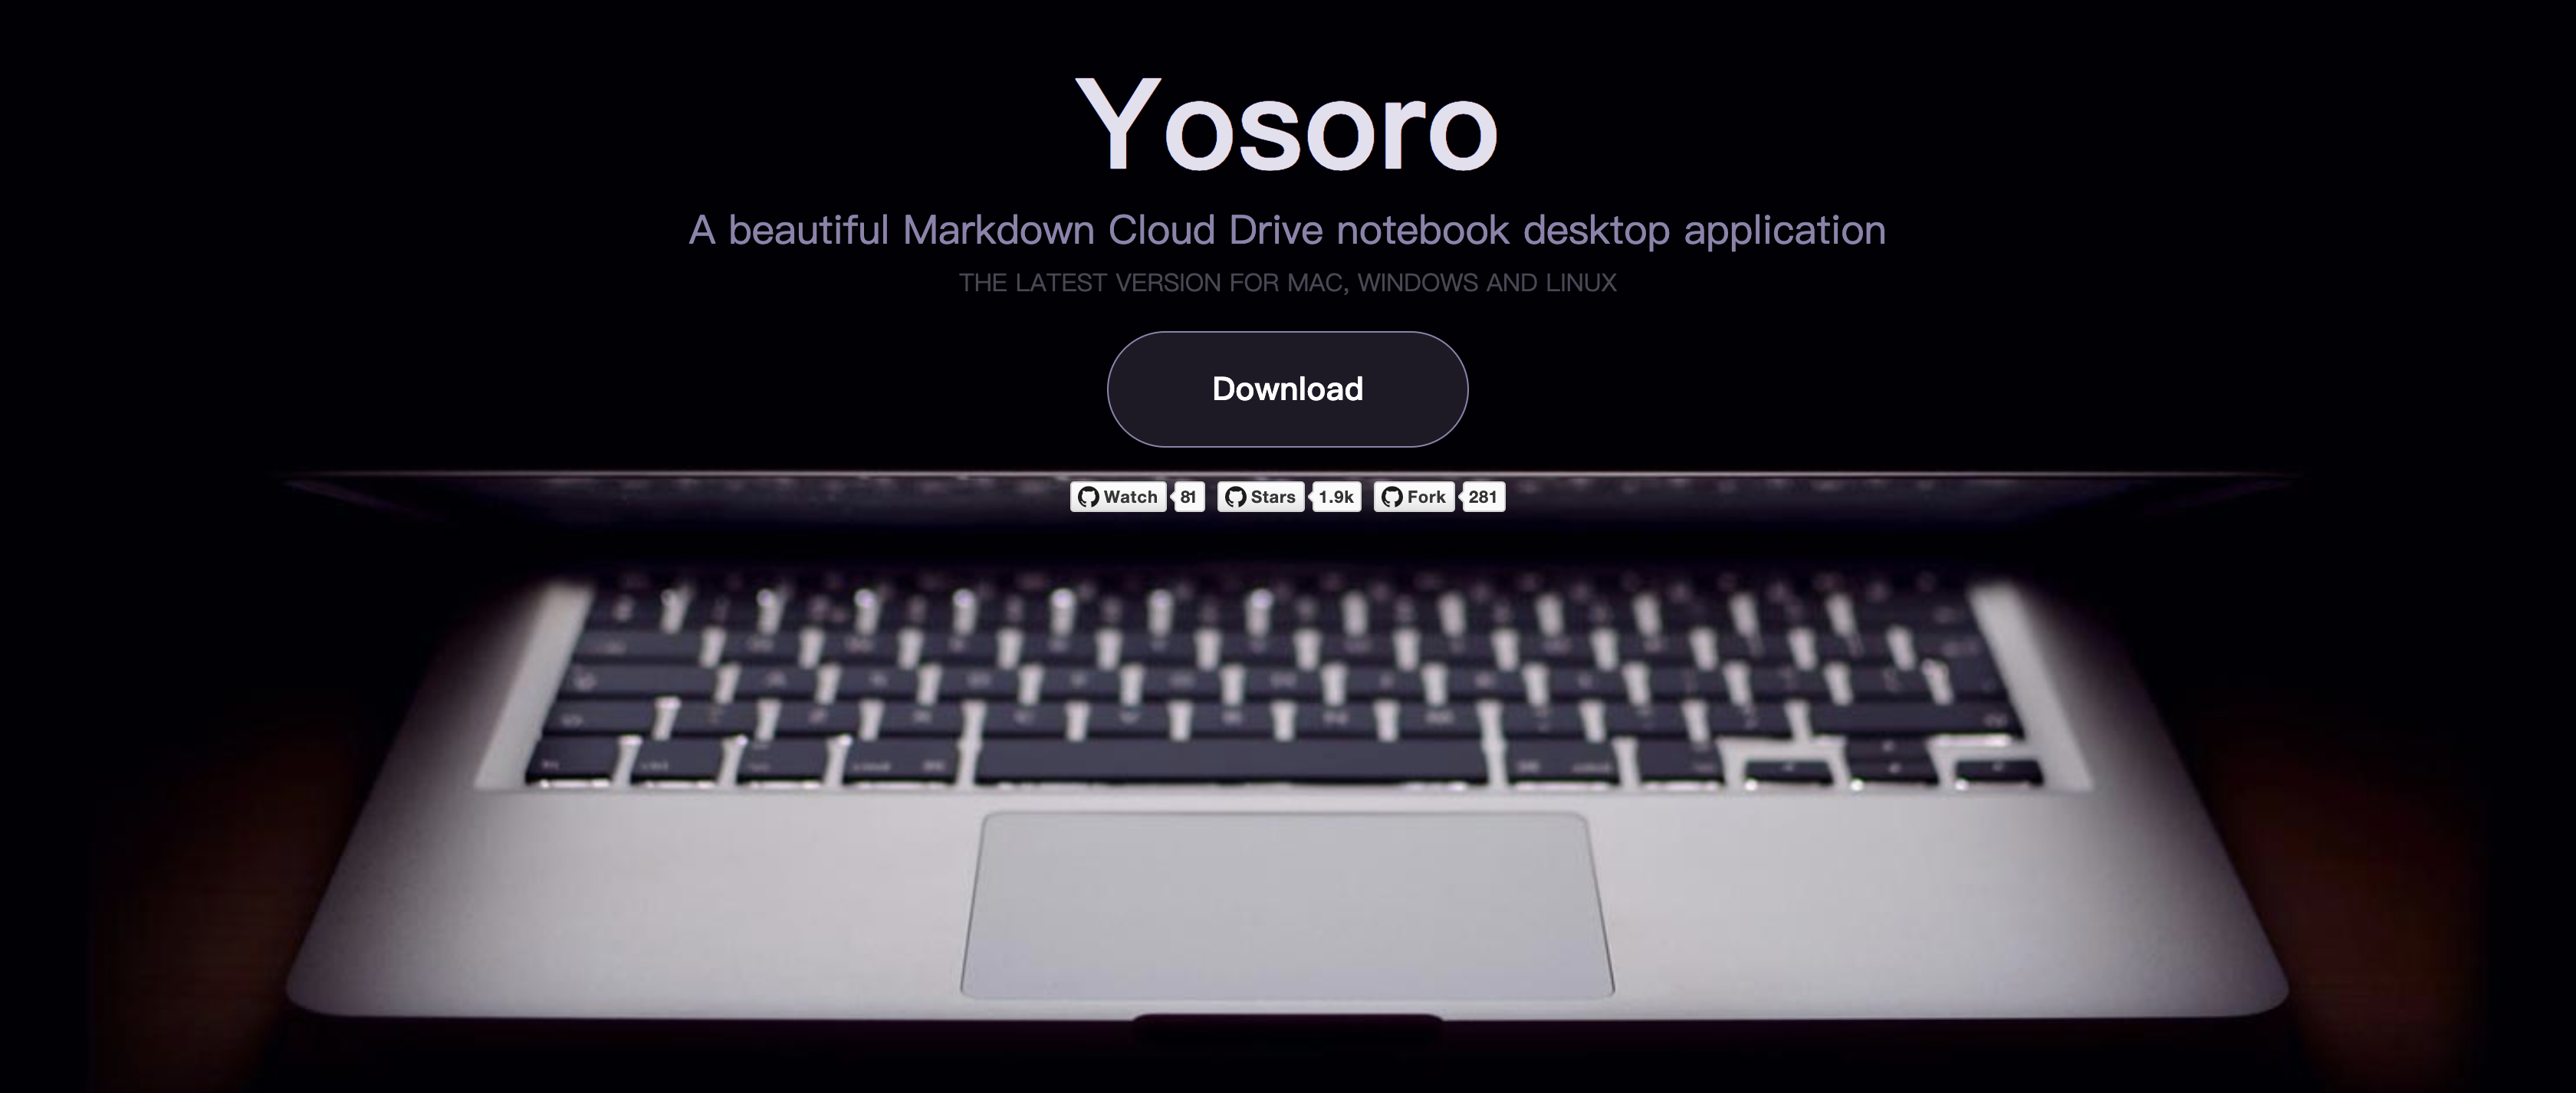 Yosoro
A beautiful Markdown Cloud Drive notebook desktop application
THE LATEST VERSION FOR MAC, WINDOWS AND LINUX
Download
Watch 81 Stars 1.9k Fork 281